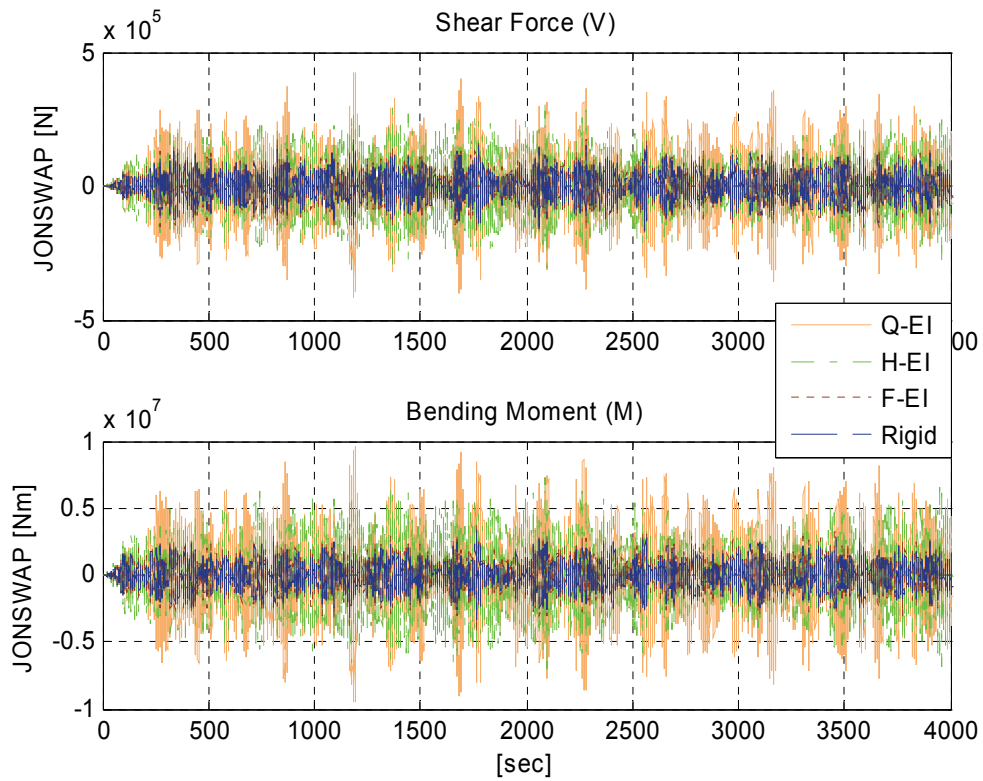 Shear Force (V)
x 10^5
5
0
-5
JONSWAP [N]
0 500 1000 1500 2000 2500 3000 3500 00
Q-EI
H-EI
F-EI
Rigid
Bending Moment (M)
x 10^7
1
0.5
0
-0.5
-1
JONSWAP [Nm]
0 500 1000 1500 2000 2500 3000 3500 4000
[sec]